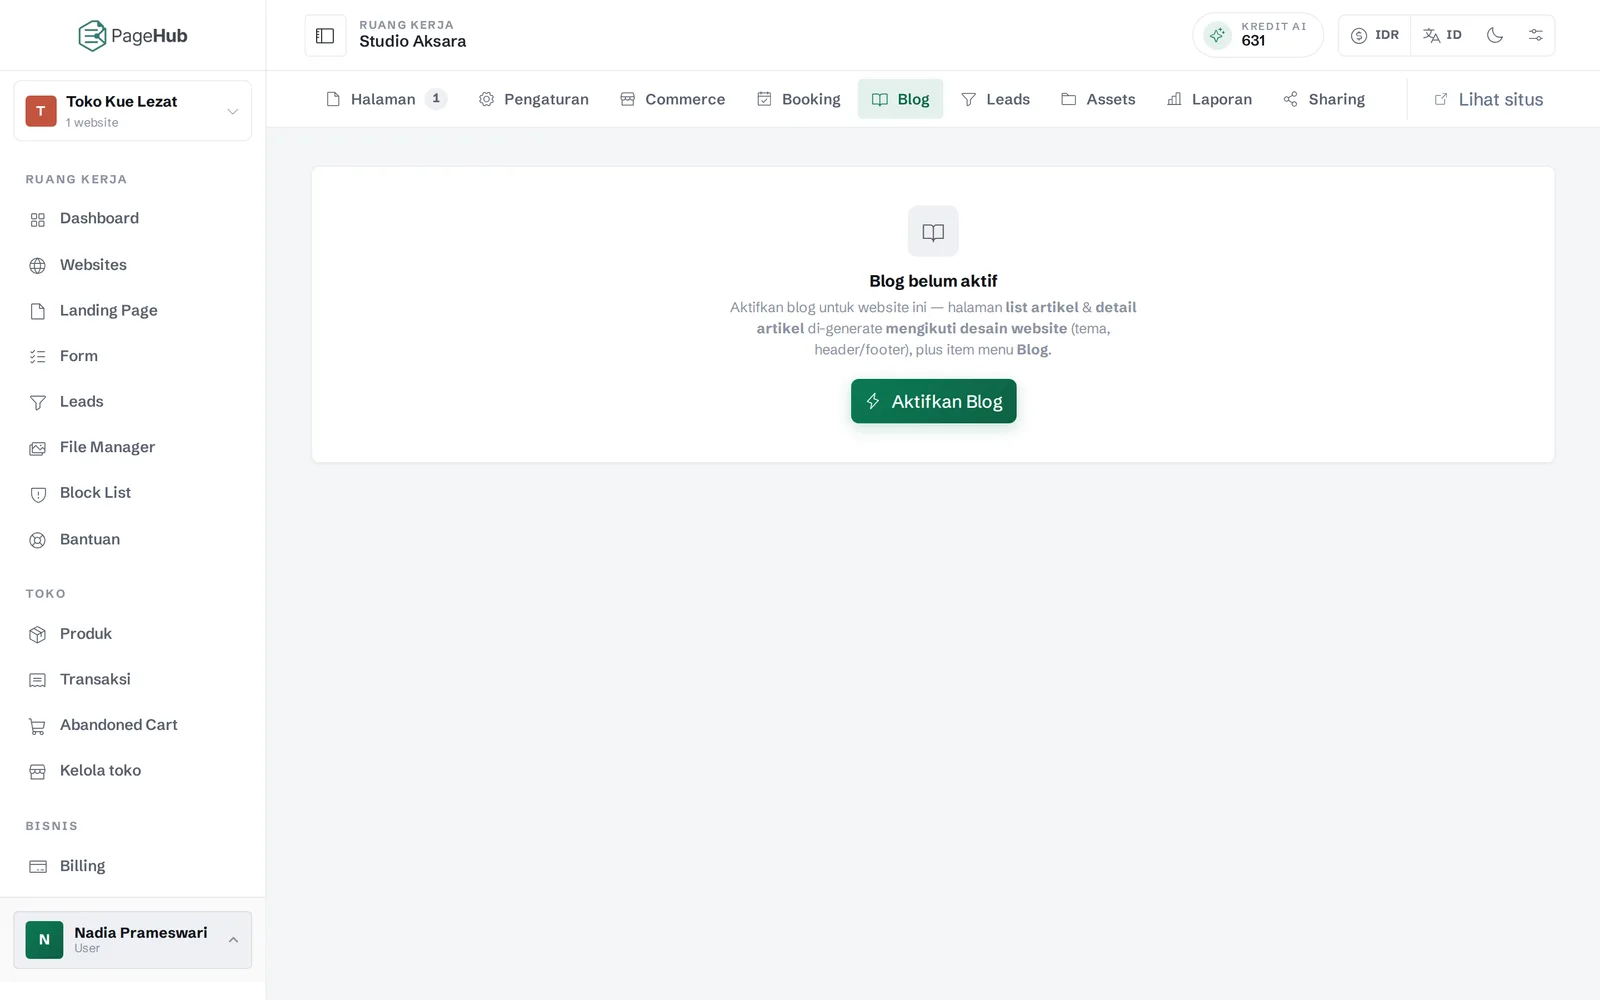 PageHub
RUANG KERJA
Studio Aksara
KREDIT AI
631
IDR
ID
T
Toko Kue Lezat
1 website
Halaman 1
Pengaturan
Commerce
Booking
Blog
Leads
Assets
Laporan
Sharing
Lihat situs
RUANG KERJA
Dashboard
Websites
Landing Page
Form
Leads
File Manager
Block List
Bantuan
TOKO
Produk
Transaksi
Abandoned Cart
Kelola toko
BISNIS
Billing
N
Nadia Prameswari
User
Blog belum aktif
Aktifkan blog untuk website ini — halaman list artikel & detail
artikel di-generate mengikuti desain website (tema,
header/footer), plus item menu Blog.
Aktifkan Blog